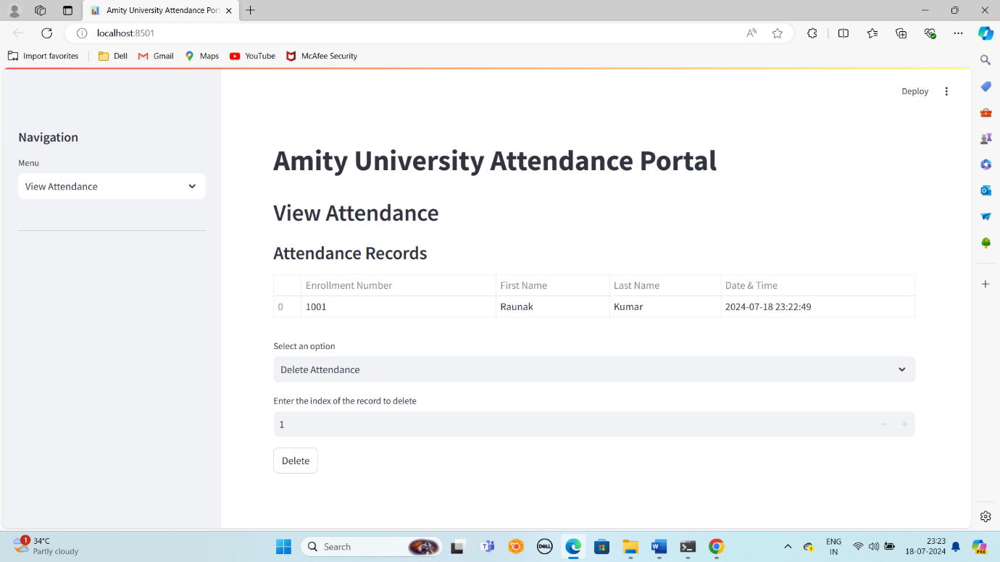 Amity University Attendance Por
localhost:8501
Import favorites
Dell
Gmail
Maps
YouTube
McAfee Security
Deploy
Navigation
Menu
View Attendance
Amity University Attendance Portal
View Attendance
Attendance Records
Enrollment Number First Name Last Name Date & Time
0 1001 Raunak Kumar 2024-07-18 23:22:49
Select an option
Delete Attendance
Enter the index of the record to delete
1
Delete
1
34°C
Partly cloudy
Search
DELL
ENG
IN
23:23
18-07-2024
PRE